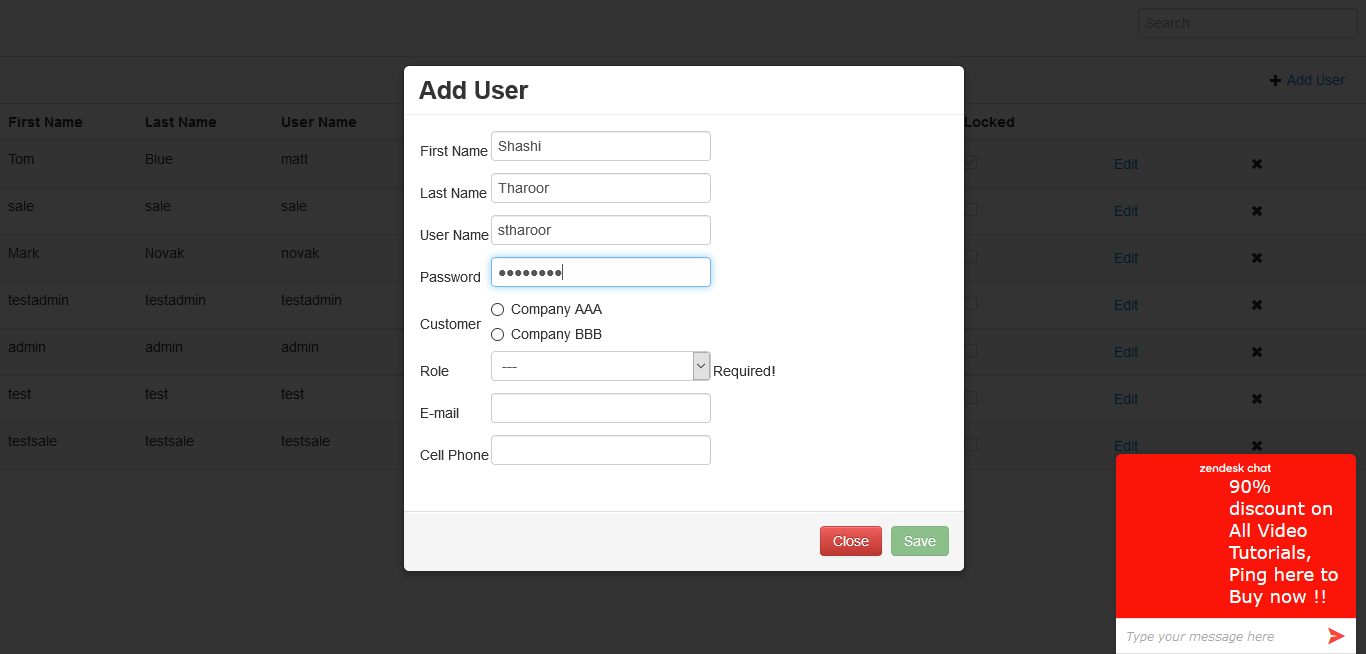 Search
+ Add User
First Name Last Name User Name Locked
Tom Blue matt Edit
sale sale sale Edit
Mark Novak novak Edit
testadmin testadmin testadmin Edit
admin admin admin Edit
test test test Edit
testsale testsale testsale Edit
Add User
First Name Shashi
Last Name Tharoor
User Name stharoor
Password ●●●●●●●●
Customer
Company AAA
Company BBB
Role --- Required!
E-mail
Cell Phone
Close Save
zendesk chat
90%
discount on
All Video
Tutorials,
Ping here to
Buy now !!
Type your message here